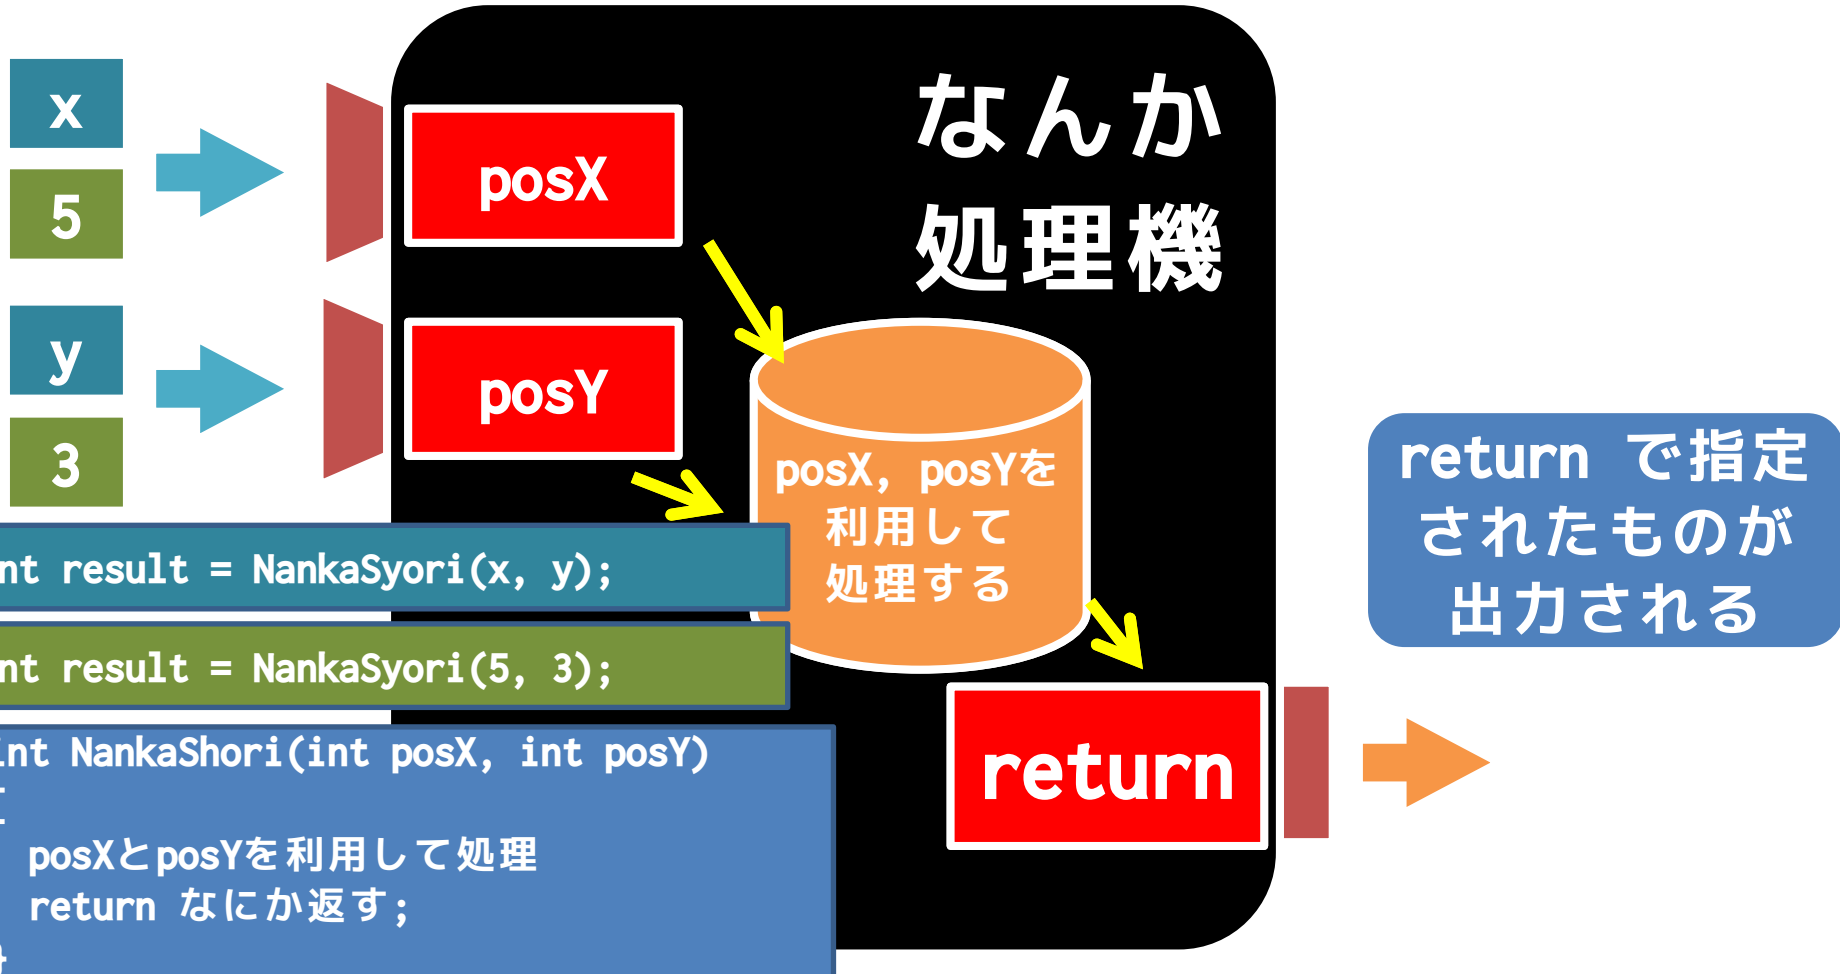 x
5
y
3
なんか
処理機
posX
posY
posX, posYを
利用して
処理する
return で指定
されたものが
出力される
nt result = NankaSyori(x, y);
nt result = NankaSyori(5, 3);
int NankaShori(int posX, int posY)
{
posXとposYを利用して処理
return なにか返す;
}
return